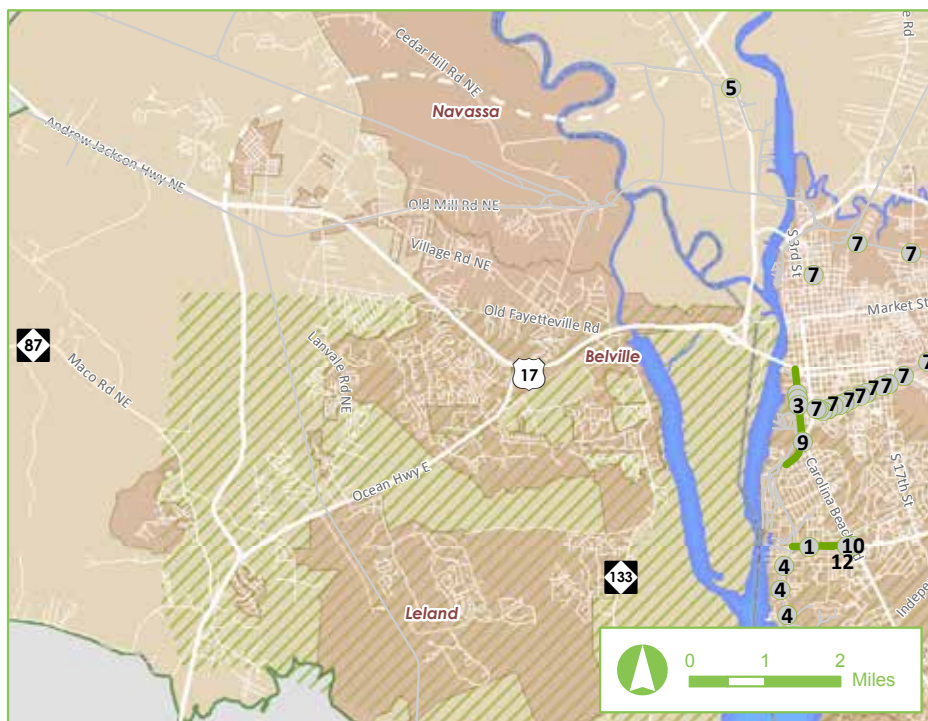 Cedar Hill Rd NE
5
Navassa
Andrew Jackson Hwy NE
Old Mill Rd NE
S 3rd St
7
7
7
Village Rd NE
Market St
Old Fayetteville Rd
87
Maco Rd NE
Lanvale Rd NE
Belville
17
7
7
7
7
7
7
7
7
3
9
Carolina Beach Rd
S 17th St
Ocean Hwy E
1
10
12
4
4
4
133
Leland
0 1 2
Miles